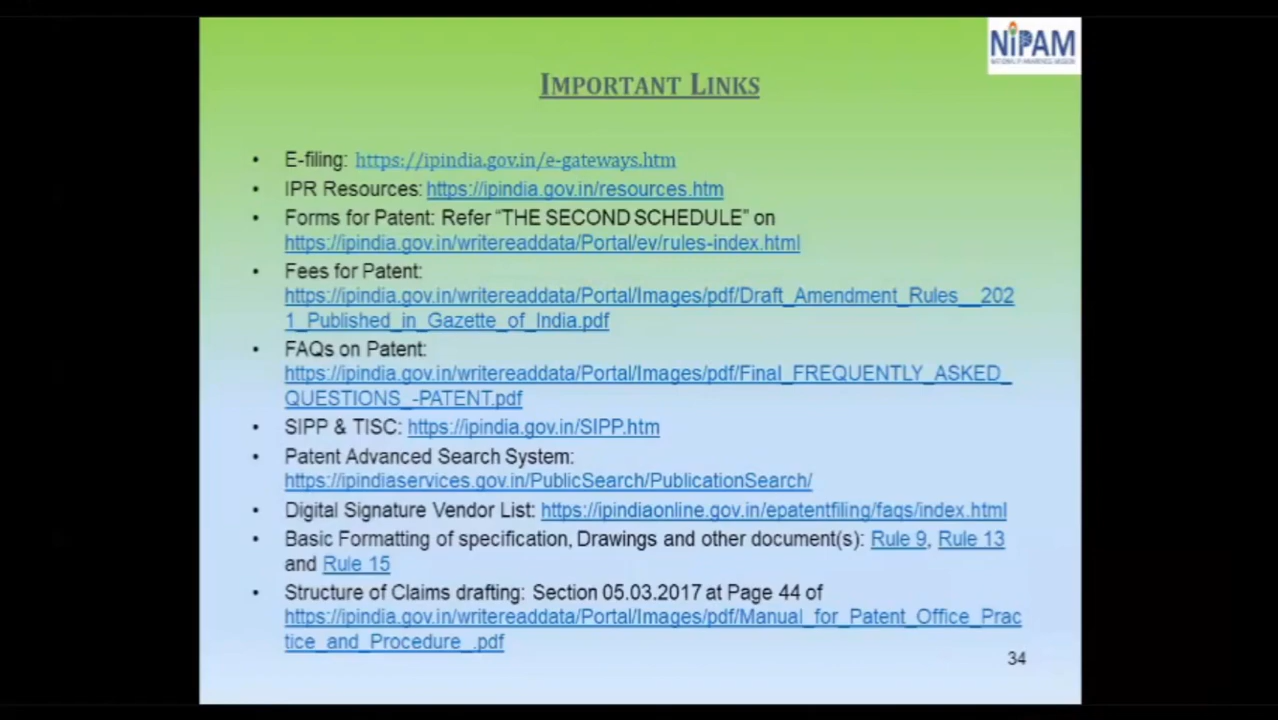 NIPAM
IMPORTANT LINKS
• E-filing: https://ipindia.gov.in/e-gateways.htm
• IPR Resources: https://ipindia.gov.in/resources.htm
• Forms for Patent: Refer “THE SECOND SCHEDULE” on
https://ipindia.gov.in/writereaddata/Portal/ev/rules-index.html
• Fees for Patent:
https://ipindia.gov.in/writereaddata/Portal/Images/pdf/Draft_Amendment_Rules__202
1_Published_in_Gazette_of_India.pdf
• FAQs on Patent:
https://ipindia.gov.in/writereaddata/Portal/Images/pdf/Final_FREQUENTLY_ASKED_
QUESTIONS_-PATENT.pdf
• SIPP & TISC: https://ipindia.gov.in/SIPP.htm
• Patent Advanced Search System:
https://ipindiaservices.gov.in/PublicSearch/PublicationSearch/
• Digital Signature Vendor List: https://ipindiaonline.gov.in/epatentfiling/faqs/index.html
• Basic Formatting of specification, Drawings and other document(s): Rule 9, Rule 13
and Rule 15
• Structure of Claims drafting: Section 05.03.2017 at Page 44 of
https://ipindia.gov.in/writereaddata/Portal/Images/pdf/Manual_for_Patent_Office_Prac
tice_and_Procedure_.pdf
34